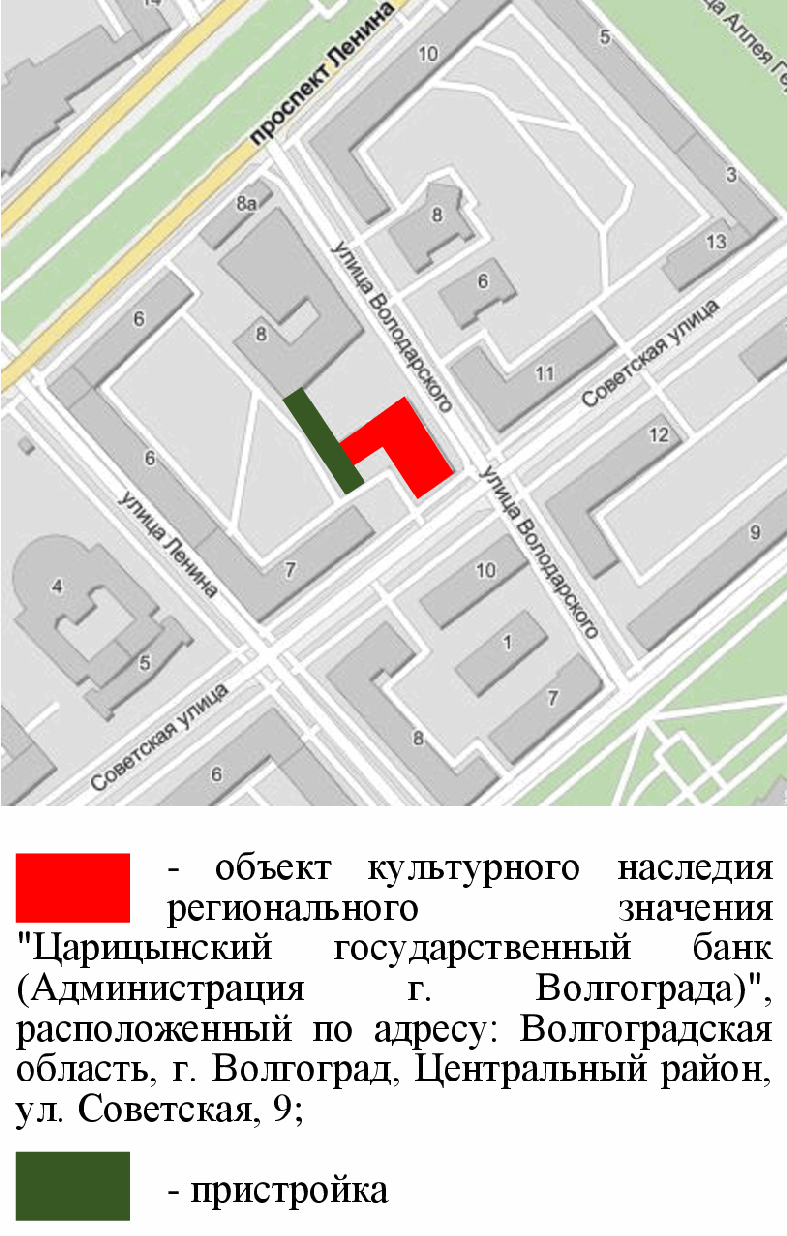 14
10
5
ца Аллея Ге
проспект Ленина
3
8а
8
13
улица Володарского
6
6
8
Советская улица
11
12
6
улица Володарского
9
улица Ленина
7
10
4
1
5
7
8
Советская улица
6
- объект культурного наследия
регионального значения
"Царицынский государственный банк
(Администрация г. Волгограда)",
расположенный по адресу: Волгоградская
область, г. Волгоград, Центральный район,
ул. Советская, 9;
- пристройка